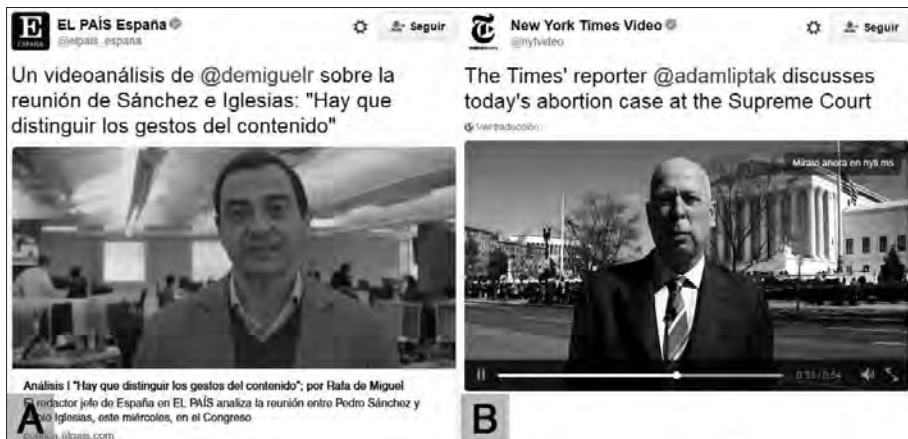 EL PAÍS España
@elpais_espana
Seguir
Un videoanálisis de @demiguelr sobre la
reunión de Sánchez e Iglesias: "Hay que
distinguir los gestos del contenido"
Análisis I "Hay que distinguir los gestos del contenido"; por Rafa de Miguel
redactor jefe de España en EL PAÍS analiza la reunión entre Pedro Sánchez y
Iglesias, este miércoles, en el Congreso
elpais.com
A
New York Times Video
@nytvideo
Seguir
The Times' reporter @adamliptak discusses
today's abortion case at the Supreme Court
Ver traducción
Míralo ahora en nyti.ms
B